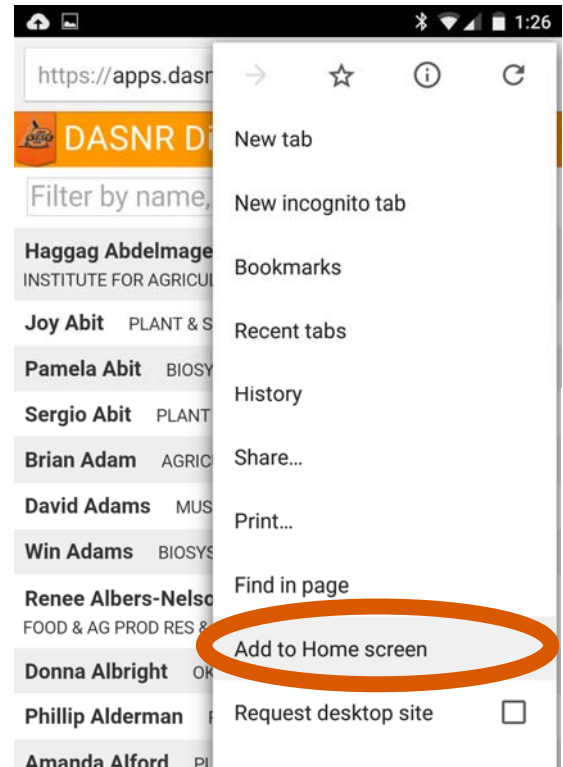 1:26
https://apps.dasr
DASNR Di
Filter by name,
Haggag Abdelmage
INSTITUTE FOR AGRICUL
Joy Abit PLANT & S
Pamela Abit BIOSY
Sergio Abit PLANT
Brian Adam AGRIC
David Adams MUS
Win Adams BIOSYS
Renee Albers-Nelso
FOOD & AG PROD RES &
Donna Albright OK
Phillip Alderman
Amanda Alford PL
New tab
New incognito tab
Bookmarks
Recent tabs
History
Share...
Print...
Find in page
Add to Home screen
Request desktop site